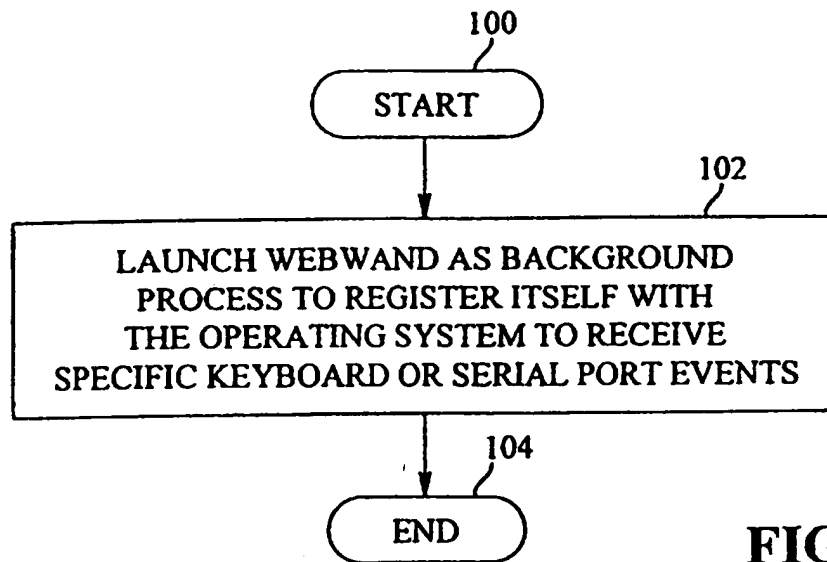 100
START
102
LAUNCH WEBWAND AS BACKGROUND
PROCESS TO REGISTER ITSELF WITH
THE OPERATING SYSTEM TO RECEIVE
SPECIFIC KEYBOARD OR SERIAL PORT EVENTS
104
END
FIG